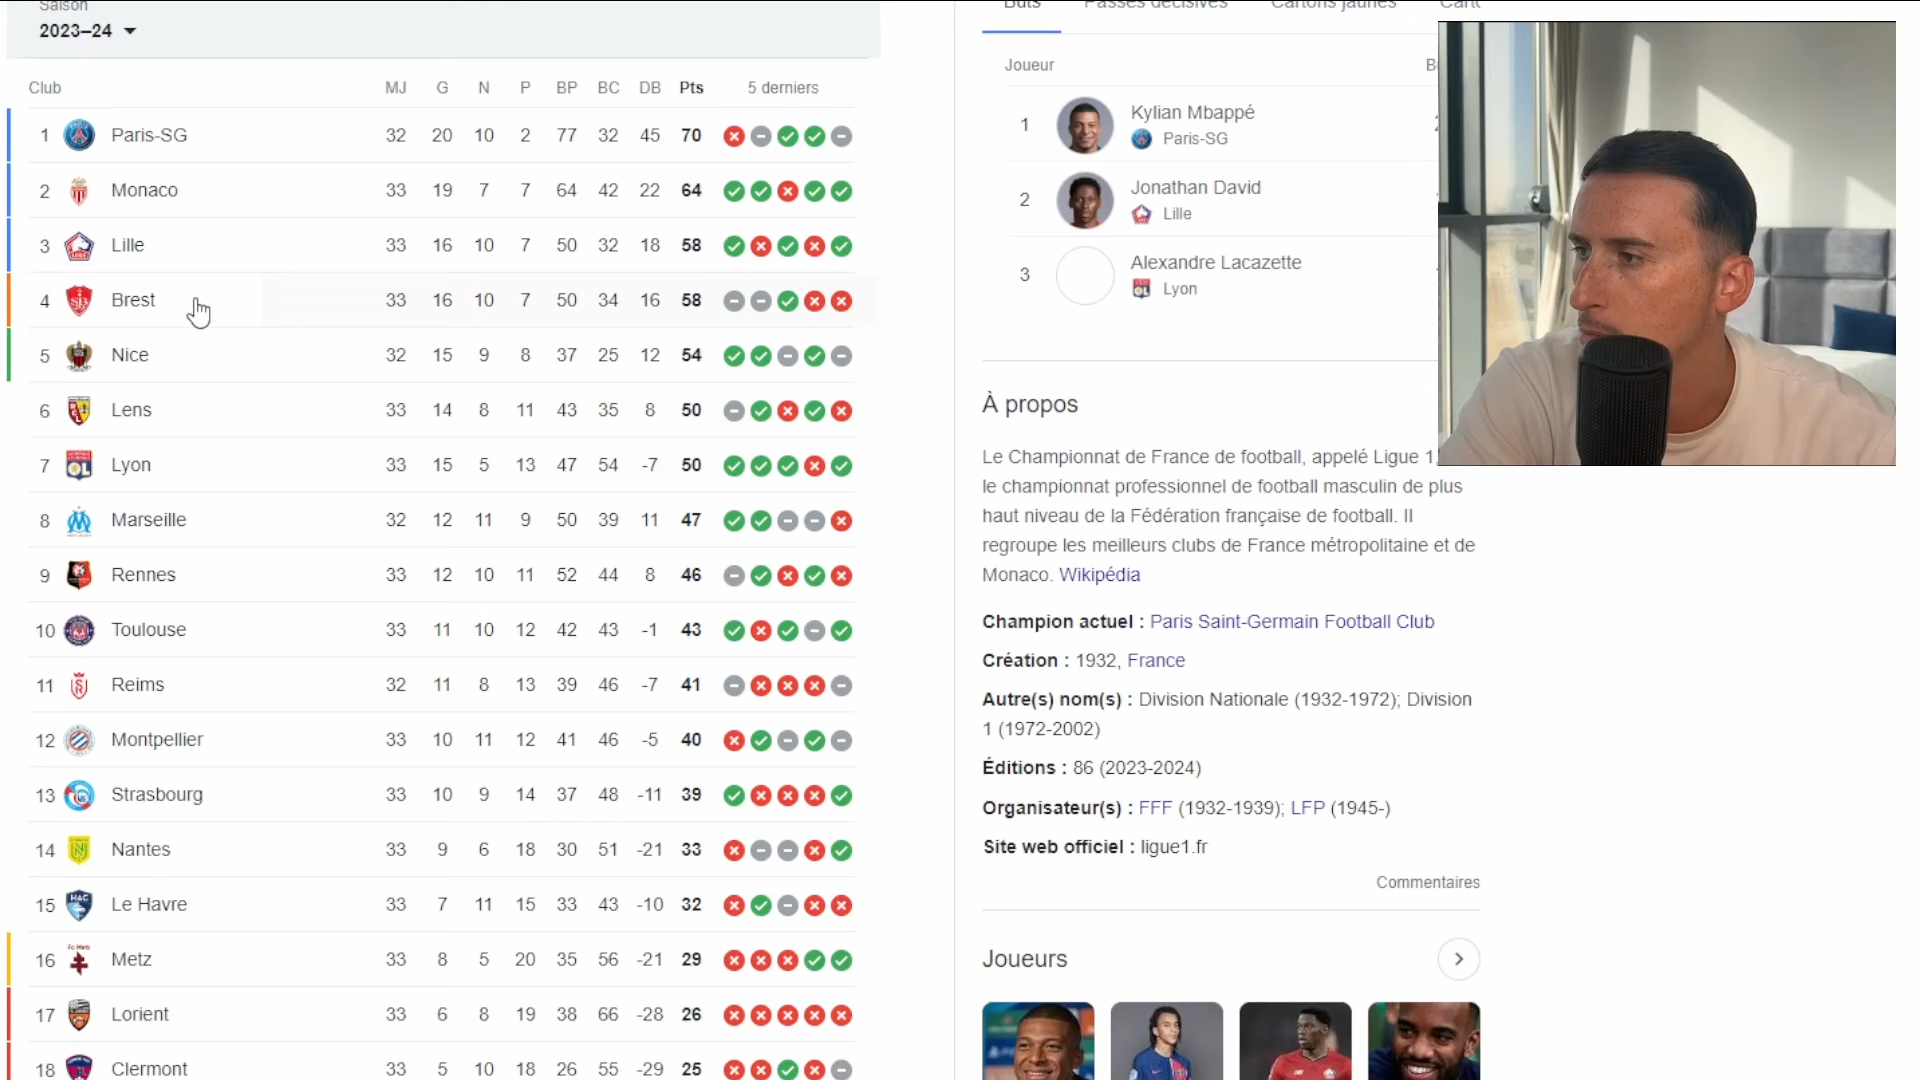 Saison
2023–24
Club MJ G N P BP BC DB Pts 5 derniers
1 Paris-SG 32 20 10 2 77 32 45 70
2 Monaco 33 19 7 7 64 42 22 64
3 Lille 33 16 10 7 50 32 18 58
4 Brest 33 16 10 7 50 34 16 58
5 Nice 32 15 9 8 37 25 12 54
6 Lens 33 14 8 11 43 35 8 50
7 Lyon 33 15 5 13 47 54 -7 50
8 Marseille 32 12 11 9 50 39 11 47
9 Rennes 33 12 10 11 52 44 8 46
10 Toulouse 33 11 10 12 42 43 -1 43
11 Reims 32 11 8 13 39 46 -7 41
12 Montpellier 33 10 11 12 41 46 -5 40
13 Strasbourg 33 10 9 14 37 48 -11 39
14 Nantes 33 9 6 18 30 51 -21 33
15 Le Havre 33 7 11 15 33 43 -10 32
16 Metz 33 8 5 20 35 56 -21 29
17 Lorient 33 6 8 19 38 66 -28 26
18 Clermont 33 5 10 18 26 55 -29 25
Buts Passes décisives Cartons jaunes
Joueur
1 Kylian Mbappé
Paris-SG
2 Jonathan David
Lille
3 Alexandre Lacazette
Lyon
À propos
Le Championnat de France de football, appelé Ligue 1,
le championnat professionnel de football masculin de plus
haut niveau de la Fédération française de football. Il
regroupe les meilleurs clubs de France métropolitaine et de
Monaco. Wikipédia
Champion actuel : Paris Saint-Germain Football Club
Création : 1932, France
Autre(s) nom(s) : Division Nationale (1932-1972); Division
1 (1972-2002)
Éditions : 86 (2023-2024)
Organisateur(s) : FFF (1932-1939); LFP (1945-)
Site web officiel : ligue1.fr
Commentaires
Joueurs